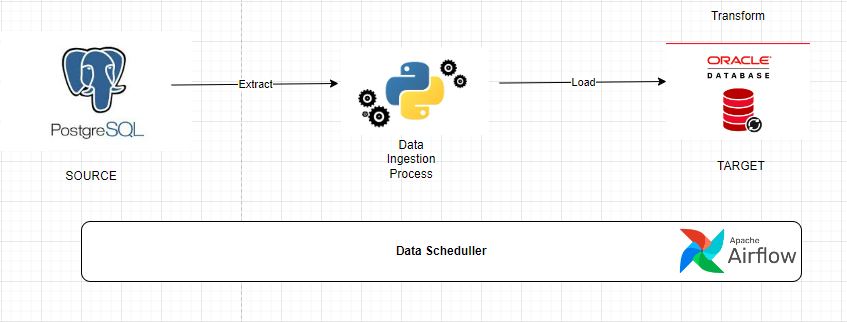 Transform
ORACLE
DATABASE
PostgreSQL
Extract
Load
SOURCE
Data
Ingestion
Process
TARGET
Data Scheduller
Apache
Airflow